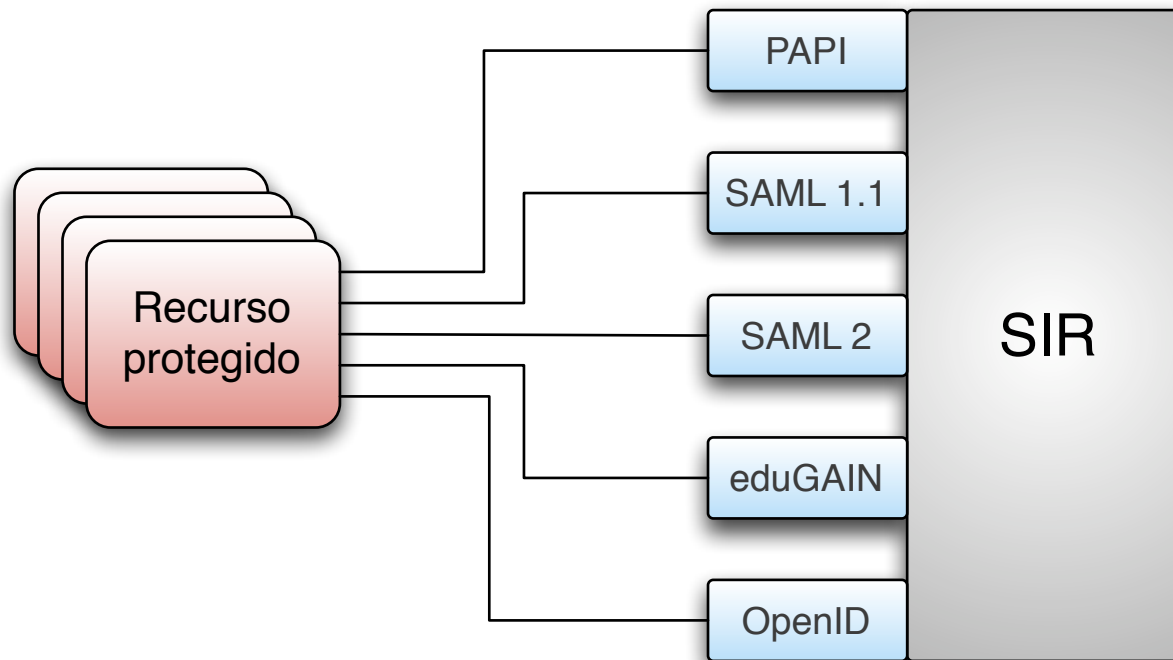 PAPI
SAML 1.1
Recurso
protegido
SAML 2
SIR
eduGAIN
OpenID